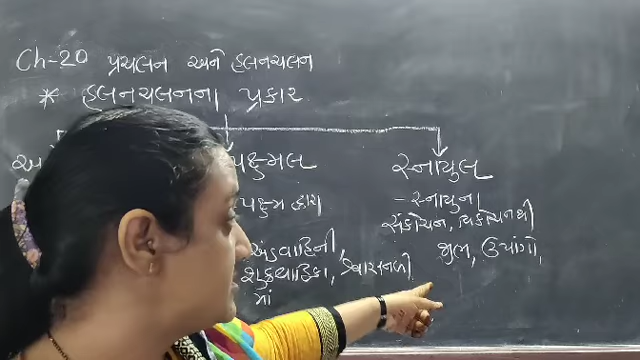 Ch-20 પ્રચલન અને હલનચલન
* હલનચલનના પ્રકાર
પક્ષ્મલ
પક્ષ્મ દ્વારા
અંડવાહિની,
શુક્રવાહિકા, શ્વાસનળી
માં
સ્નાયુલ
- સ્નાયુના
સંકોચન, વિકોચનથી
જીભ, ઉપાંગો,